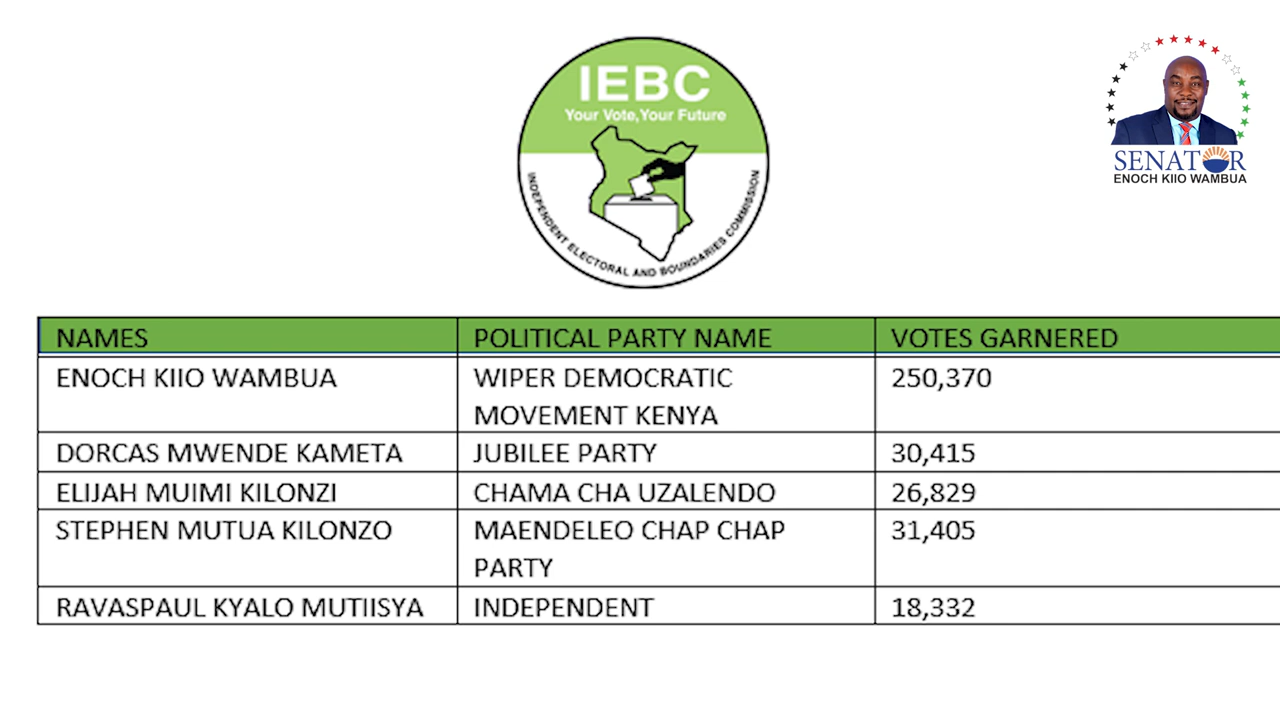 IEBC
Your Vote,Your Future
INDEPENDENT ELECTORAL AND BOUNDARIES COMMISSION
SENATOR
ENOCH KIIO WAMBUA
NAMES POLITICAL PARTY NAME VOTES GARNERED
ENOCH KIIO WAMBUA WIPER DEMOCRATIC 250,370
MOVEMENT KENYA
DORCAS MWENDE KAMETA JUBILEE PARTY 30,415
ELIJAH MUIMI KILONZI CHAMA CHA UZALENDO 26,829
STEPHEN MUTUA KILONZO MAENDELEO CHAP CHAP 31,405
PARTY
RAVASPAUL KYALO MUTIISYA INDEPENDENT 18,332